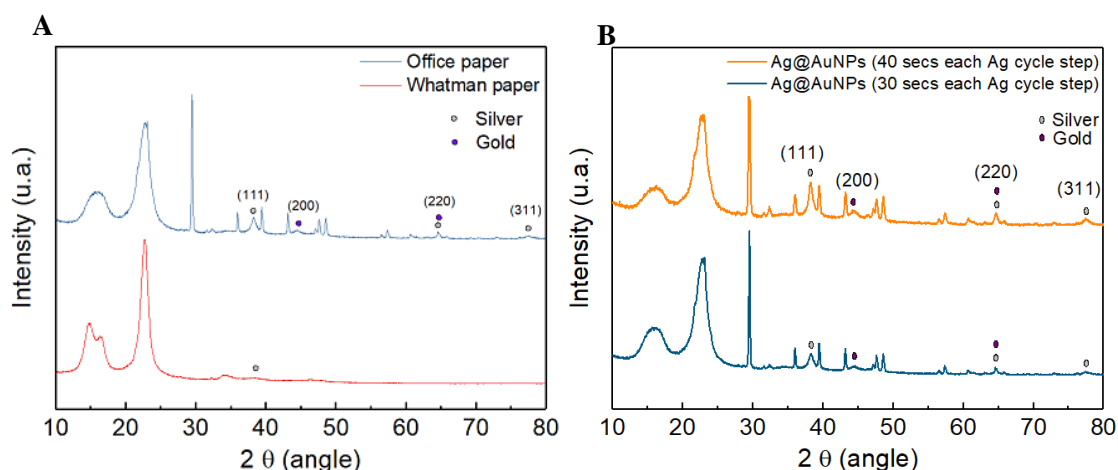 A
Office paper
Whatman paper
Silver
Gold
(111)
(200)
(220)
(311)
Intensity (u.a.)
10 20 30 40 50 60 70 80
2 θ (angle)
B
Ag@AuNPs (40 secs each Ag cycle step)
Ag@AuNPs (30 secs each Ag cycle step)
Silver
Gold
(111)
(200)
(220)
(311)
Intensity (u.a.)
10 20 30 40 50 60 70 80
2 θ (angle)